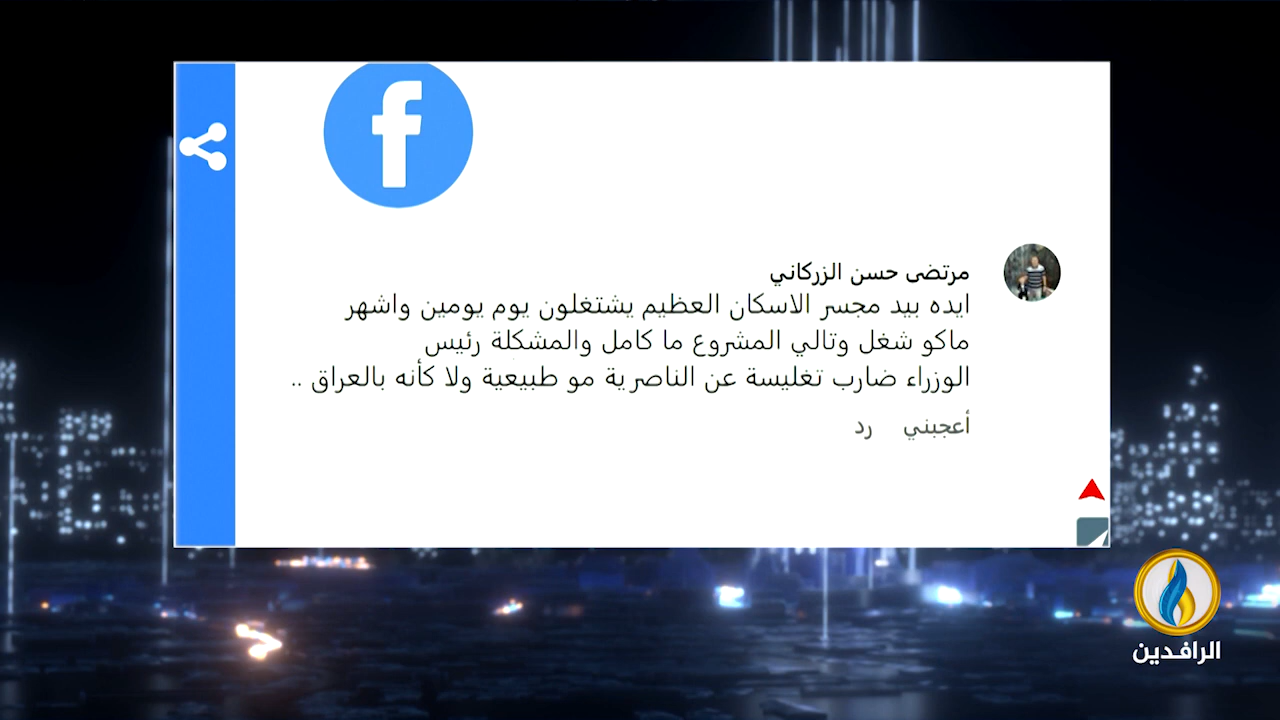 f
مرتضى حسن الزركاني
ايده بيد مجسر الاسكان العظيم يشتغلون يوم يومين واشهر
ماكو شغل وتالي المشروع ما كامل والمشكلة رئيس
الوزراء ضارب تغليسة عن الناصرية مو طبيعية ولا كأنه بالعراق ..
أعجبني رد
الرافدين